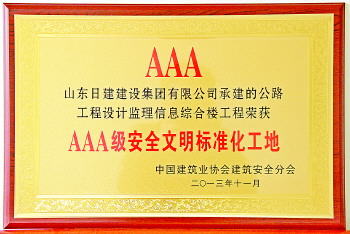 AAA
山东日建建设集团有限公司承建的公路
工程设计监理信息综合楼工程荣获
AAA级安全文明标准化工地
中国建筑业协会建筑安全分会
二〇一三年十一月